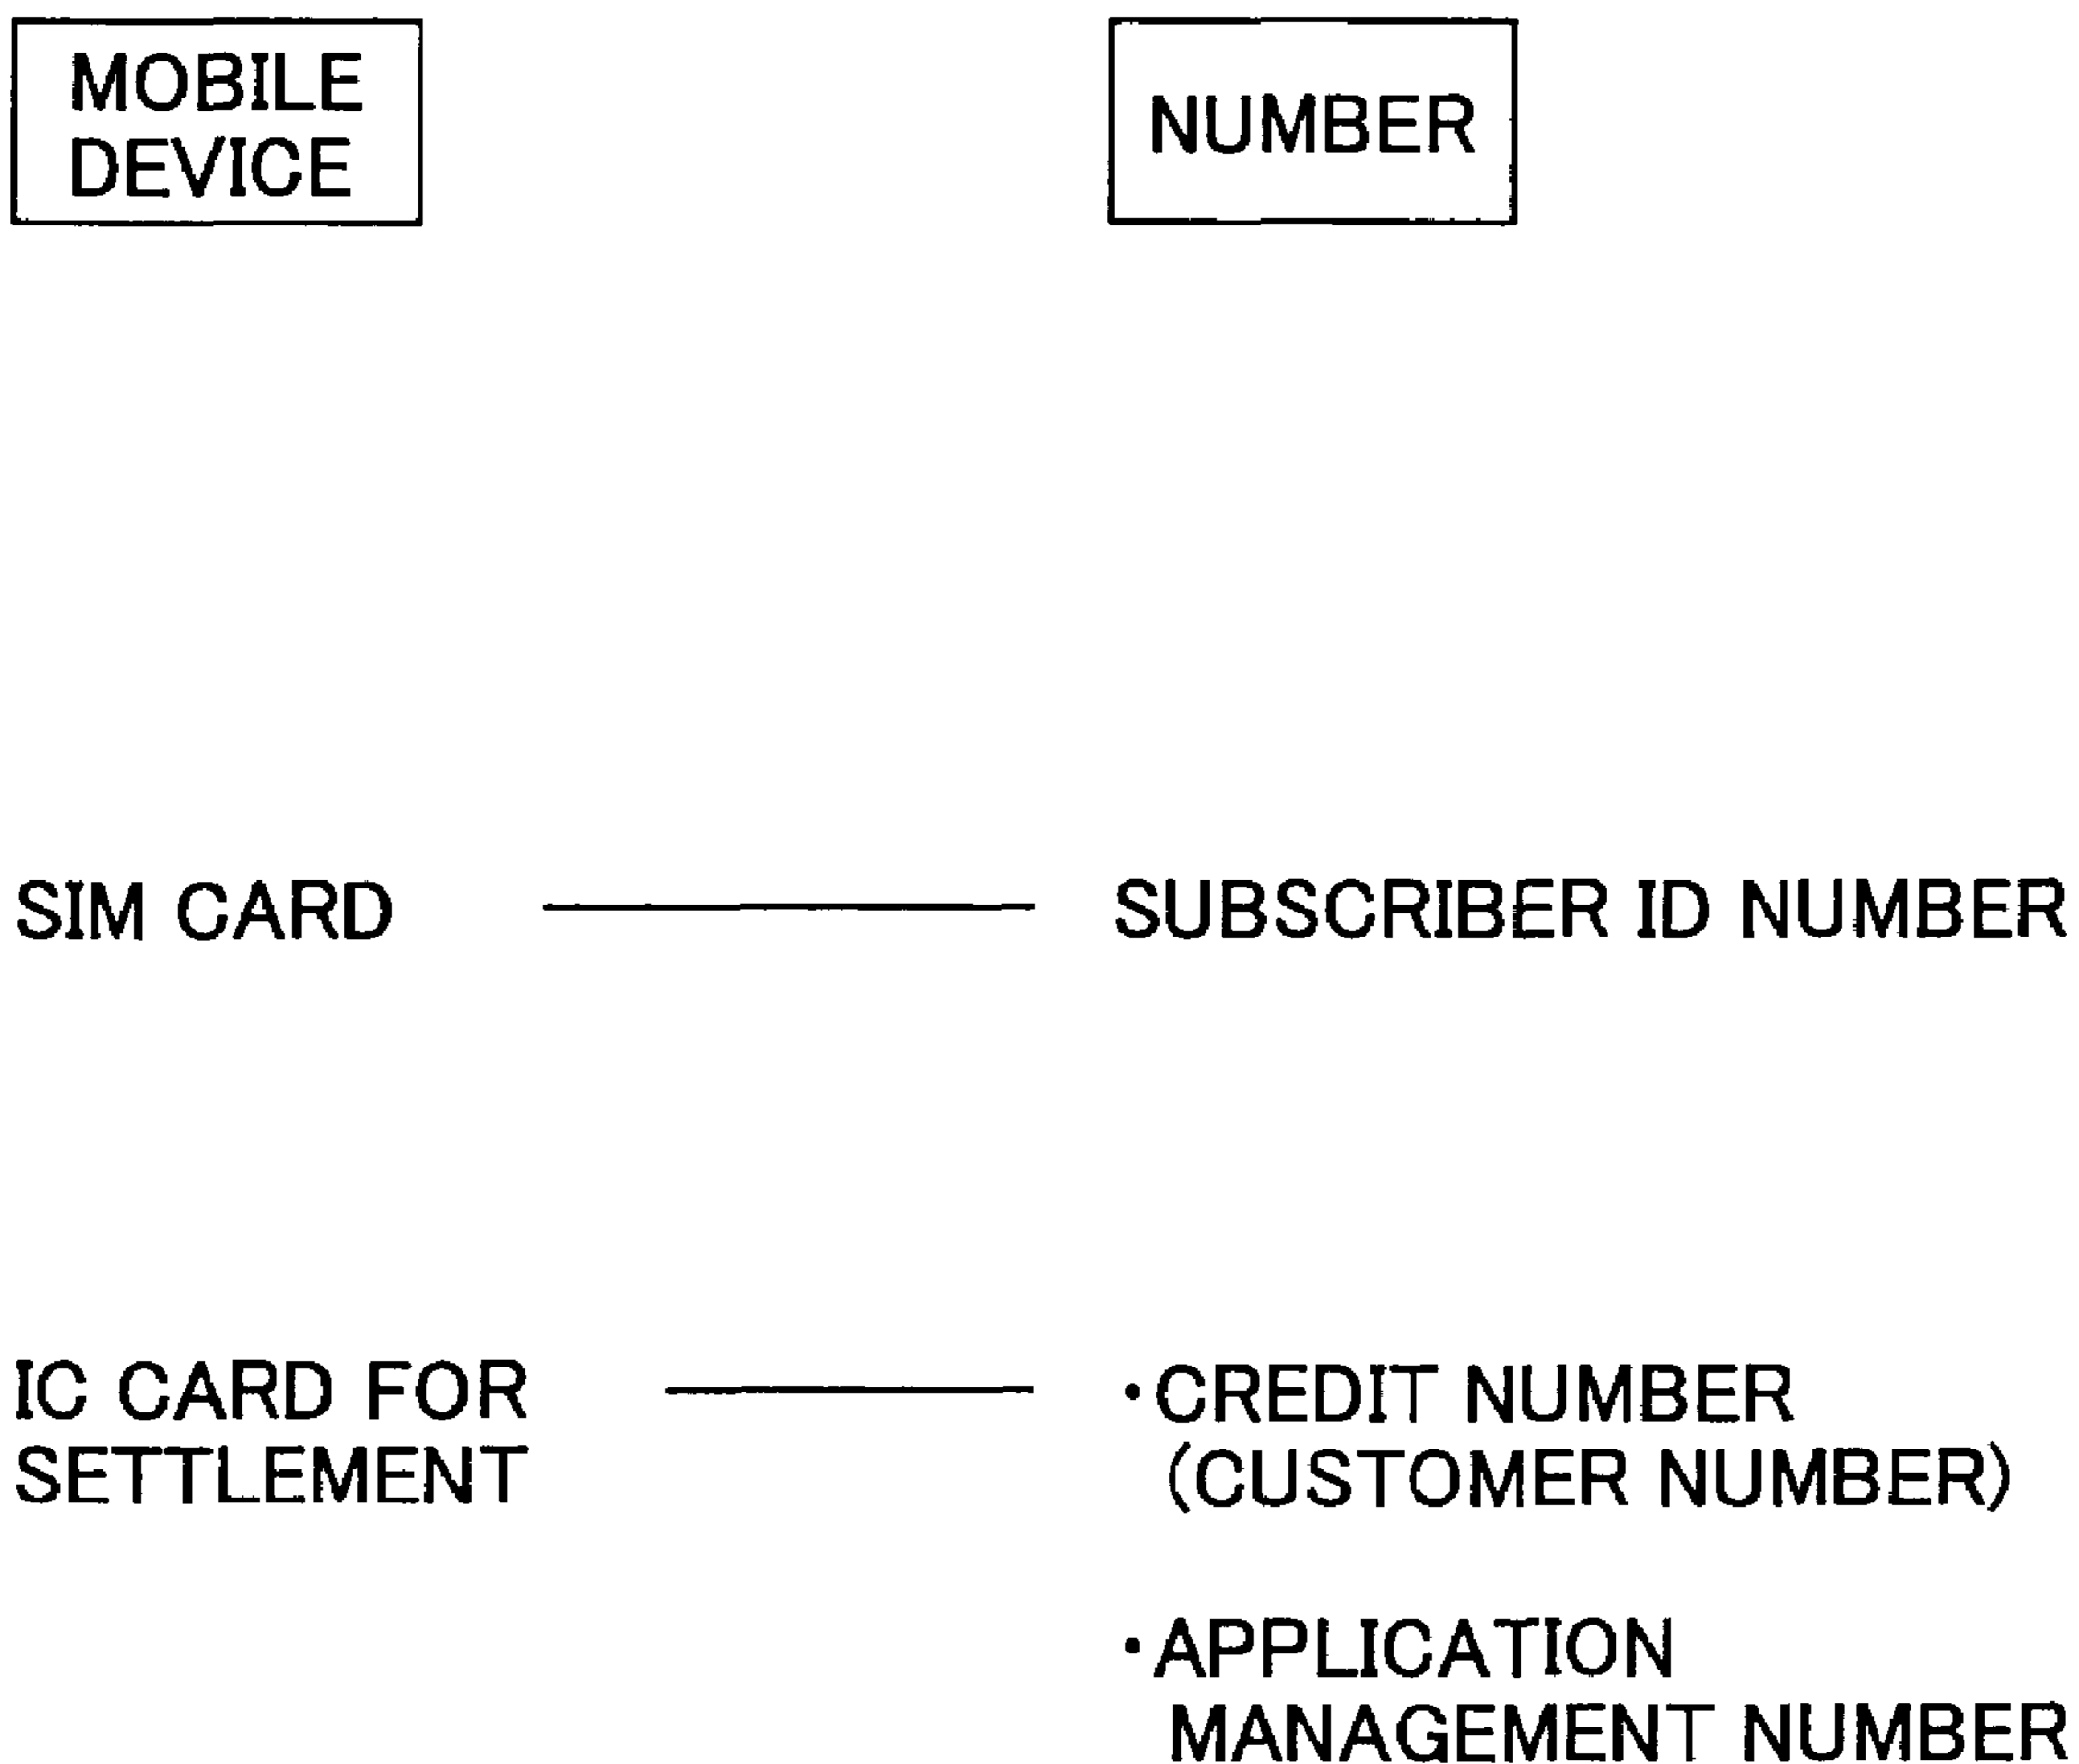 MOBILE
DEVICE
NUMBER
SIM CARD
SUBSCRIBER ID NUMBER
IC CARD FOR
SETTLEMENT
・CREDIT NUMBER
(CUSTOMER NUMBER)
・APPLICATION
MANAGEMENT NUMBER